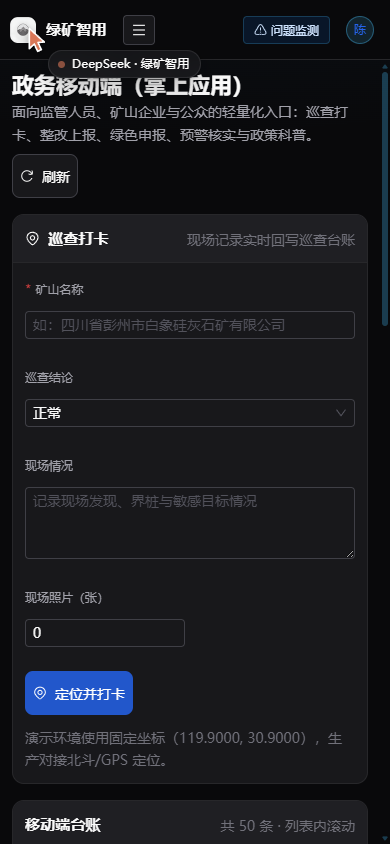 绿矿智用
问题监测
陈
DeepSeek · 绿矿智用
政务移动端（掌上应用）
面向监管人员、矿山企业与公众的轻量化入口：巡查打
卡、整改上报、绿色申报、预警核实与政策科普。
刷新
巡查打卡
现场记录实时回写巡查台账
* 矿山名称
如：四川省彭州市白象硅灰石矿有限公司
巡查结论
正常
现场情况
记录现场发现、界桩与敏感目标情况
现场照片（张）
0
定位并打卡
演示环境使用固定坐标（119.9000, 30.9000），生
产对接北斗/GPS 定位。
移动端台账
共 50 条 · 列表内滚动